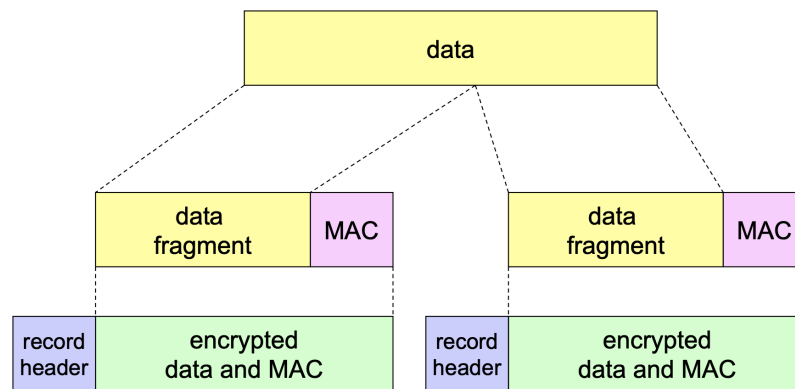 data
data
fragment
MAC
data
fragment
MAC
record
header
encrypted
data and MAC
record
header
encrypted
data and MAC